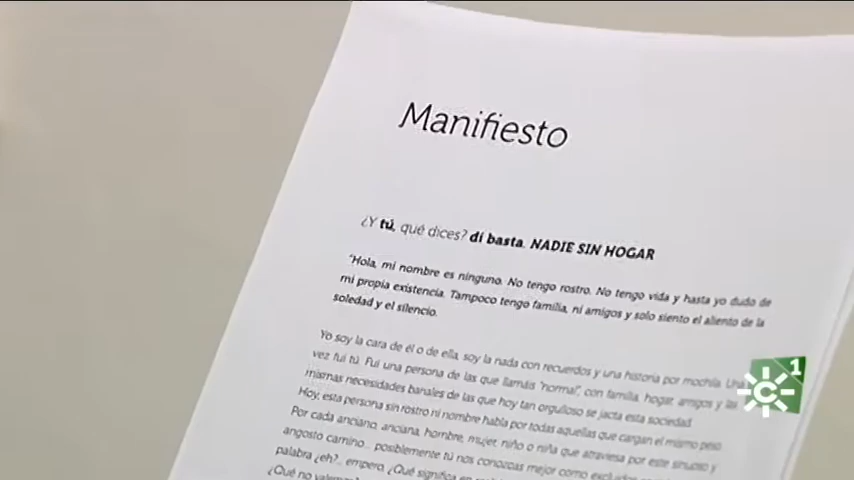 Manifiesto
¿Y tú, qué dices? di basta. NADIE SIN HOGAR
"Hola, mi nombre es ninguno. No tengo rostro. No tengo vida y hasta yo dudo de
mi propia existencia. Tampoco tengo familia, ni amigos y solo siento el aliento de la
soledad y el silencio.
Yo soy la cara de él o de ella, soy la nada con recuerdos y una historia por mochila. Una
vez fui tú. Fui una persona de las que llamáis "normal", con familia, hogar, amigos y las
mismas necesidades banales de las que hoy tan orgulloso se jacta esta sociedad.
Hoy, esta persona sin rostro ni nombre habla por todas aquellas que cargan el mismo peso
Por cada anciano, anciana, hombre, mujer, niño o niña que atraviesa por este sinuoso y
angosto camino... posiblemente tú nos conozcas mejor como
palabra ¿eh?... empero, ¿Qué significa
¿Qué no
C 1